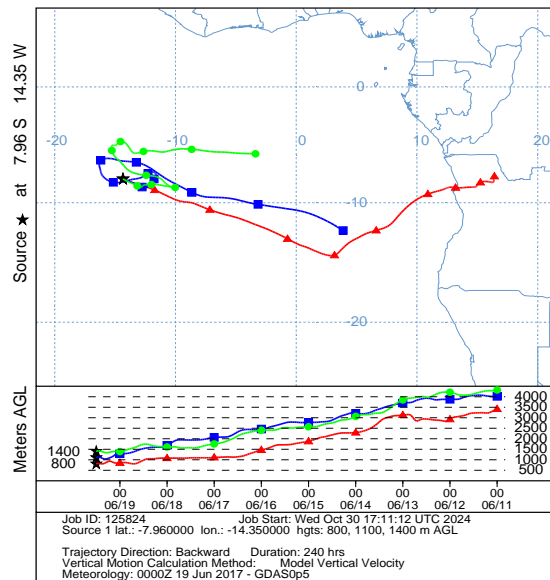 0
-20
-10
0
10
20
-10
-20
Source ★ at 7.96 S 14.35 W
Meters AGL
1400
800
4000
3500
3000
2500
2000
1500
1000
500
00 00 00 00 00 00 00 00 00
06/19 06/18 06/17 06/16 06/15 06/14 06/13 06/12 06/11
Job ID: 125824 Job Start: Wed Oct 30 17:11:12 UTC 2024
Source 1 lat.: -7.960000 lon.: -14.350000 hgts: 800, 1100, 1400 m AGL
Trajectory Direction: Backward Duration: 240 hrs
Vertical Motion Calculation Method: Model Vertical Velocity
Meteorology: 0000Z 19 Jun 2017 - GDAS0p5